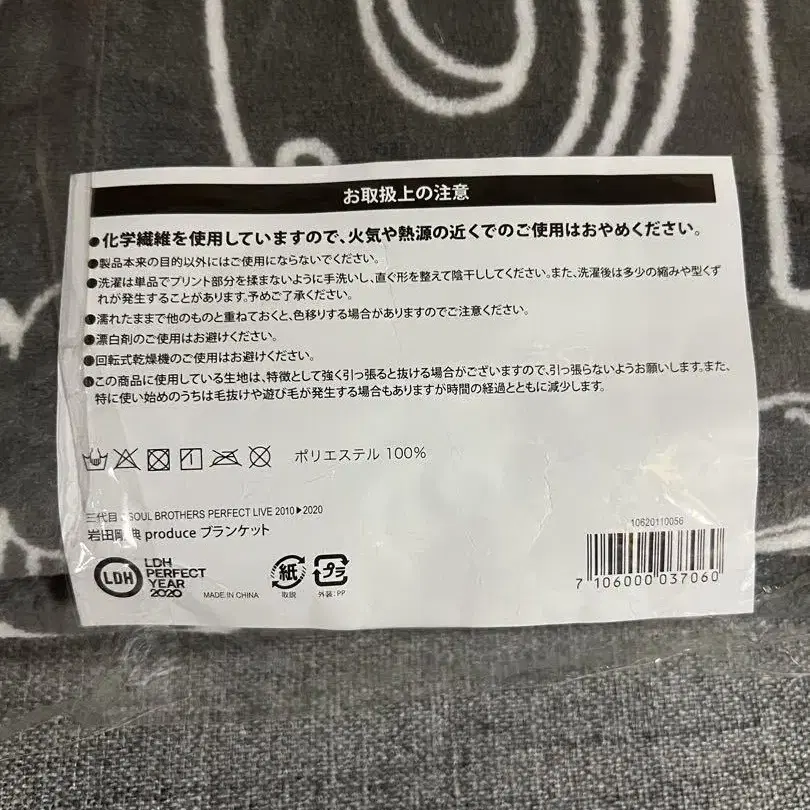 お取扱上の注意
●化学繊維を使用していますので、火気や熱源の近くでのご使用はおやめください。
●製品本来の目的以外にはご使用にならないでください。
●洗濯は単品でプリント部分を揉まないように手洗いし、直ぐ形を整えて陰干ししてください。また、洗濯後は多少の縮みや型くず
れが発生することがあります。予めご了承ください。
●濡れたままで他のものと重ねておくと、色移りする場合がありますのでご注意ください。
●漂白剤のご使用はお避けください。
●回転式乾燥機のご使用はお避けください。
●この商品に使用している生地は、特徴として強く引っ張ると抜ける場合がございますので、引っ張らないようお願いします。また、
特に使い始めのうちは毛抜けや遊び毛が発生する場合もありますが時間の経過とともに減少します。
ポリエステル 100%
三代目 SOUL BROTHERS PERFECT LIVE 2010▶2020
岩田剛典 produce ブランケット
LDH
LDH
PERFECT
YEAR
2020
MADE IN CHINA
紙
取説
プラ
外装:PP
10620110056
7 106000 037060